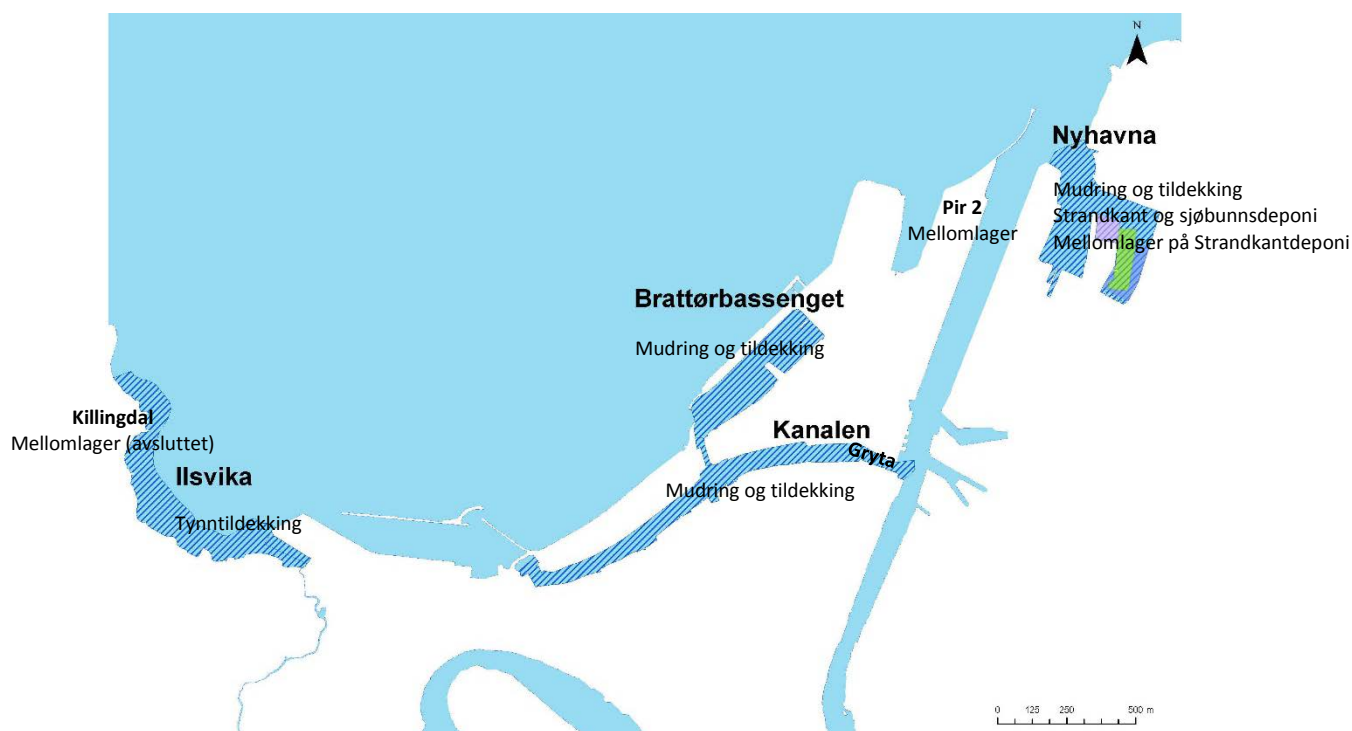 N
Nyhavna
Mudring og tildekking
Strandkant og sjøbunnsdeponi
Mellomlager på Strandkantdeponi
Pir 2
Mellomlager
Brattørbassenget
Mudring og tildekking
Killingdal
Mellomlager (avsluttet)
Ilsvika
Tynntildekking
Kanalen
Gryta
Mudring og tildekking
0 125 250 500 m